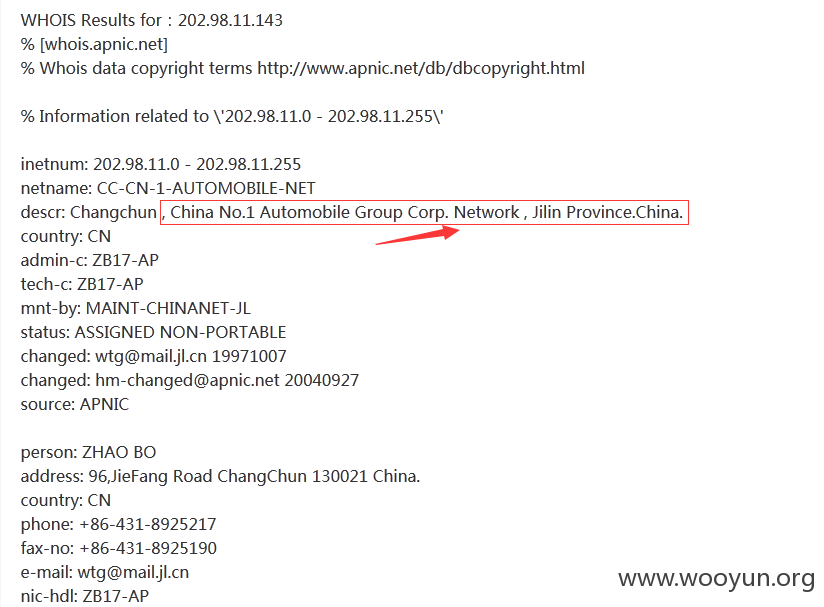 WHOIS Results for : 202.98.11.143
% [whois.apnic.net]
% Whois data copyright terms http://www.apnic.net/db/dbcopyright.html
% Information related to \'202.98.11.0 - 202.98.11.255\'
inetnum: 202.98.11.0 - 202.98.11.255
netname: CC-CN-1-AUTOMOBILE-NET
descr: Changchun , China No.1 Automobile Group Corp. Network , Jilin Province.China.
country: CN
admin-c: ZB17-AP
tech-c: ZB17-AP
mnt-by: MAINT-CHINANET-JL
status: ASSIGNED NON-PORTABLE
changed: wtg@mail.jl.cn 19971007
changed: hm-changed@apnic.net 20040927
source: APNIC
person: ZHAO BO
address: 96,JieFang Road ChangChun 130021 China.
country: CN
phone: +86-431-8925217
fax-no: +86-431-8925190
e-mail: wtg@mail.jl.cn
nic-hdl: ZB17-AP
www.wooyun.org